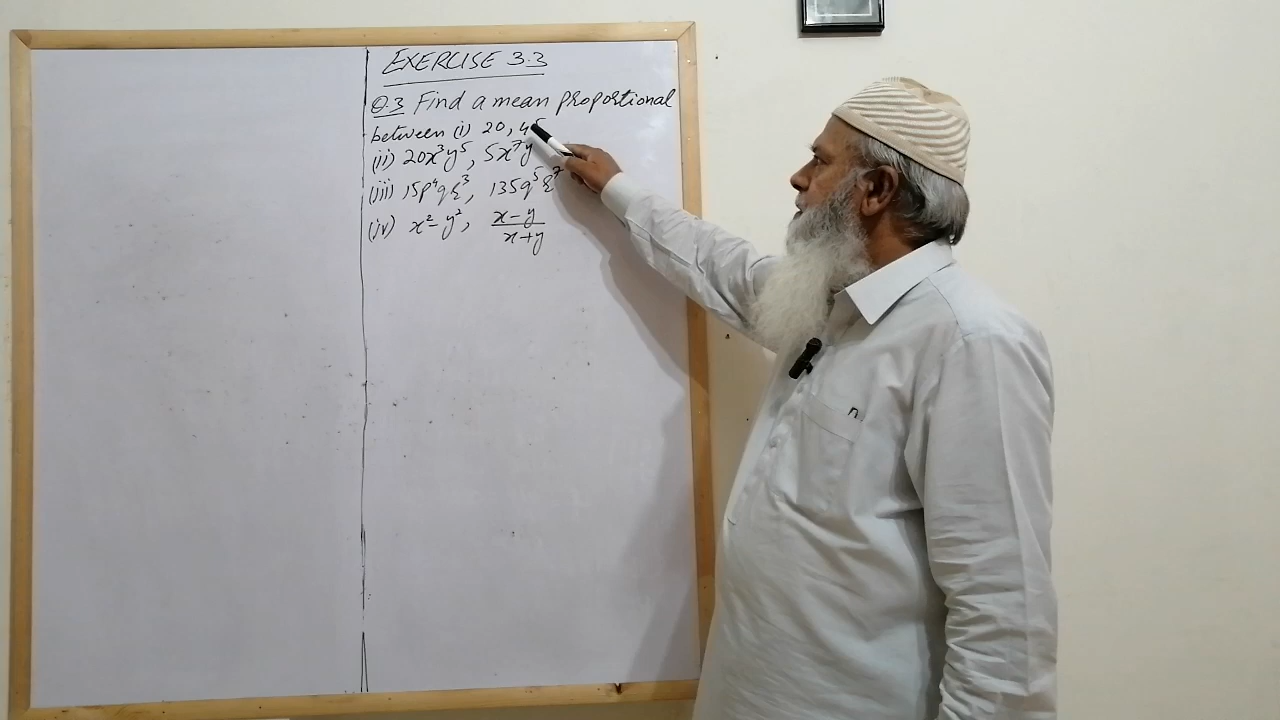 EXERCISE 3.3
Q.3 Find a mean proportional
between (i) 20, 45
(ii) 20x³y⁵, 5x⁷y
(iii) 15p⁴qr³, 135q⁵r⁷
(iv) x² - y², x-y/x+y
n